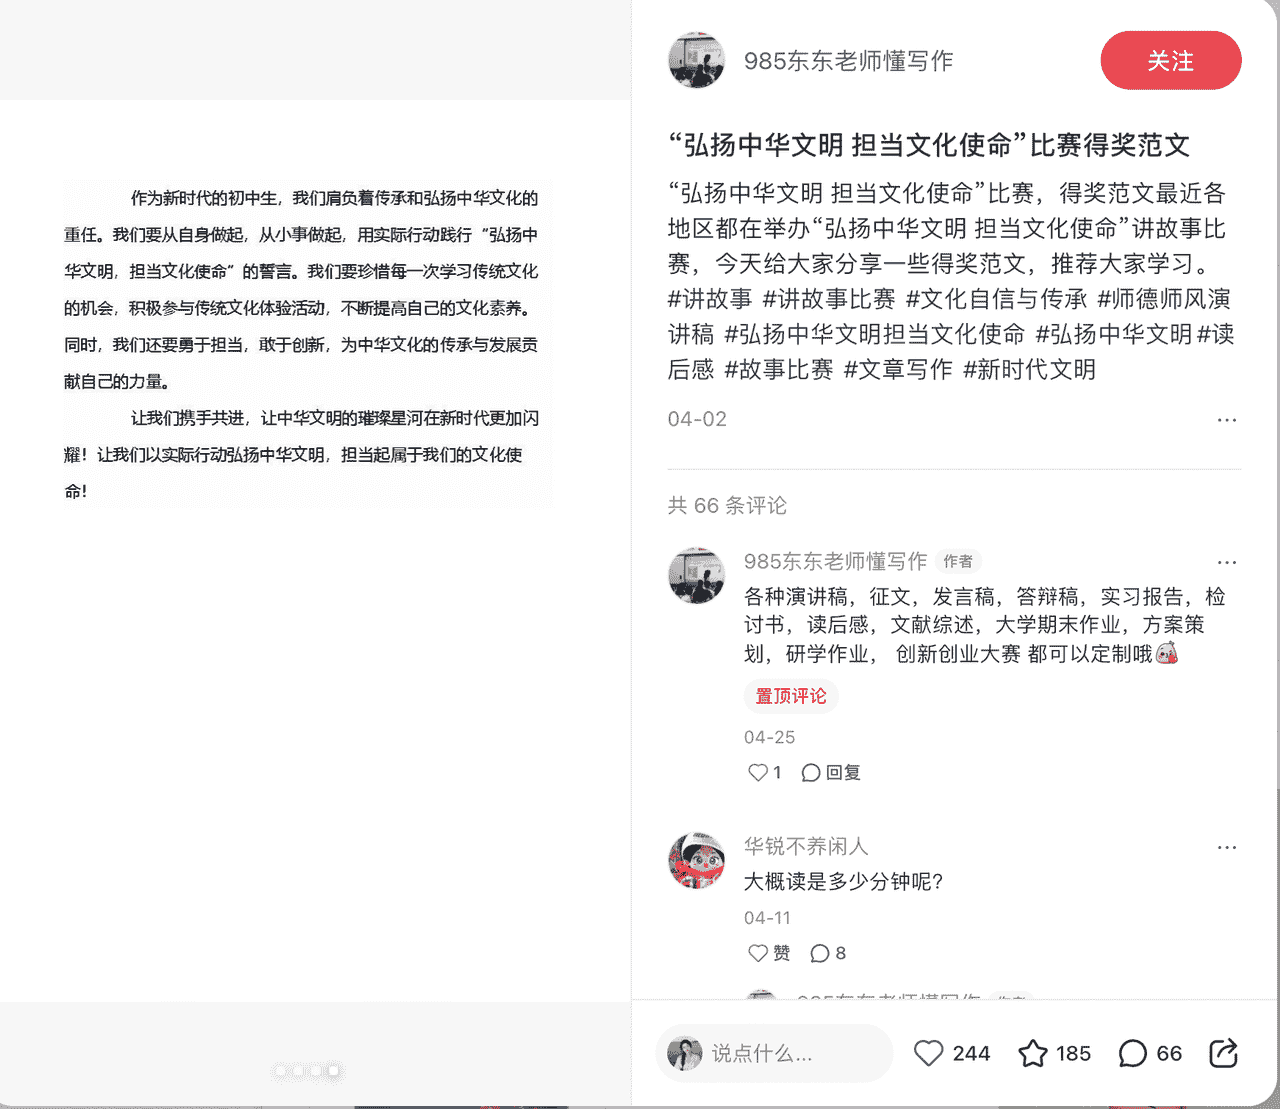 作为新时代的初中生，我们肩负着传承和弘扬中华文化的
重任。我们要从自身做起，从小事做起，用实际行动践行“弘扬中
华文明，担当文化使命”的誓言。我们要珍惜每一次学习传统文化
的机会，积极参与传统文化体验活动，不断提高自己的文化素养。
同时，我们还要勇于担当，敢于创新，为中华文化的传承与发展贡
献自己的力量。
让我们携手共进，让中华文明的璀璨星河在新时代更加闪
耀！让我们以实际行动弘扬中华文明，担当起属于我们的文化使
命！
985东东老师懂写作
关注
“弘扬中华文明 担当文化使命”比赛得奖范文
“弘扬中华文明 担当文化使命”比赛，得奖范文最近各
地区都在举办“弘扬中华文明 担当文化使命”讲故事比
赛，今天给大家分享一些得奖范文，推荐大家学习。
#讲故事 #讲故事比赛 #文化自信与传承 #师德师风演
讲稿 #弘扬中华文明担当文化使命 #弘扬中华文明#读
后感 #故事比赛 #文章写作 #新时代文明
04-02
共 66 条评论
985东东老师懂写作 作者
各种演讲稿，征文，发言稿，答辩稿，实习报告，检
讨书，读后感，文献综述，大学期末作业，方案策
划，研学作业， 创新创业大赛 都可以定制哦
置顶评论
04-25
1 回复
华锐不养闲人
大概读是多少分钟呢?
04-11
赞 8
985东东老师懂写作 作者
说点什么...
244 185 66